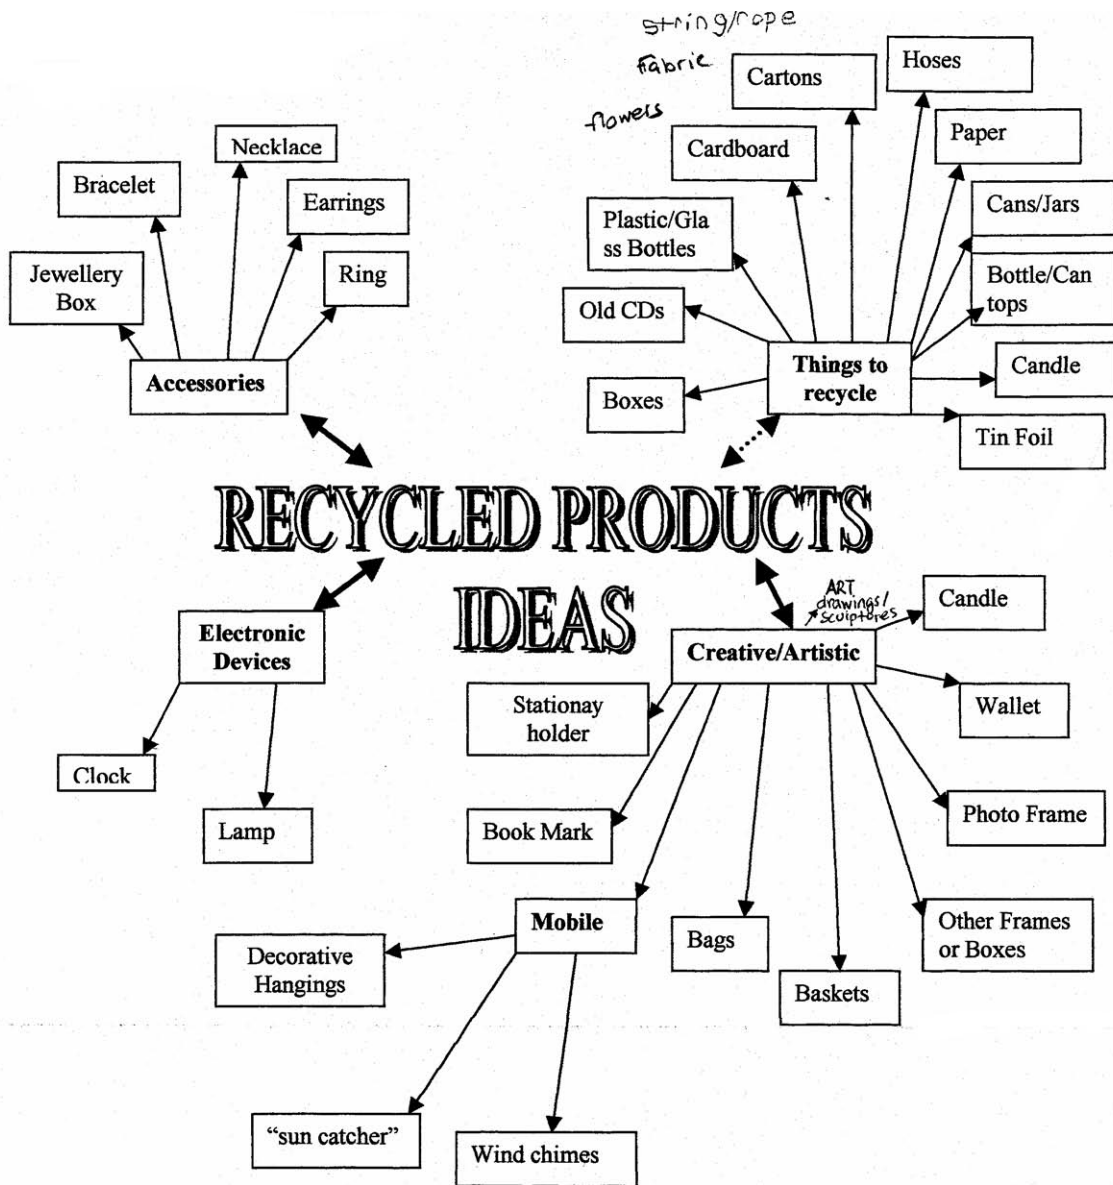 string/rope
Fabric
flowers
Cartons
Hoses
Cardboard
Paper
Plastic/Gla
ss Bottles
Cans/Jars
Old CDs
Bottle/Can
tops
Boxes
Things to
recycle
Candle
Tin Foil
Necklace
Bracelet
Earrings
Jewellery
Box
Ring
Accessories
RECYCLED PRODUCTS
IDEAS
Electronic
Devices
Clock
Lamp
ART
drawings/
sculptores
Creative/Artistic
Candle
Wallet
Stationay
holder
Photo Frame
Book Mark
Mobile
Bags
Other Frames
or Boxes
Decorative
Hangings
Baskets
“sun catcher”
Wind chimes